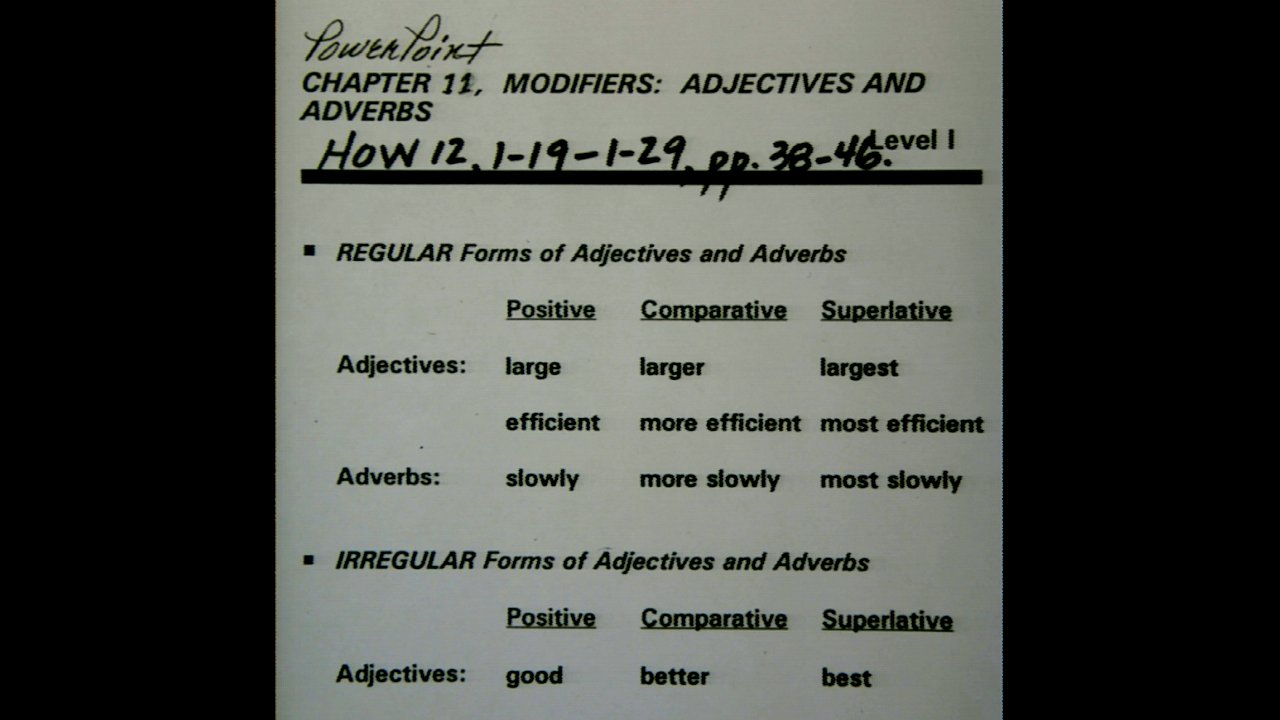 PowerPoint
CHAPTER 11, MODIFIERS: ADJECTIVES AND
ADVERBS
Level I
HOW 12, 1-19-1-29, pp. 38-46.
■ REGULAR Forms of Adjectives and Adverbs
Positive Comparative Superlative
Adjectives: large larger largest
efficient more efficient most efficient
Adverbs: slowly more slowly most slowly
■ IRREGULAR Forms of Adjectives and Adverbs
Positive Comparative Superlative
Adjectives: good better best